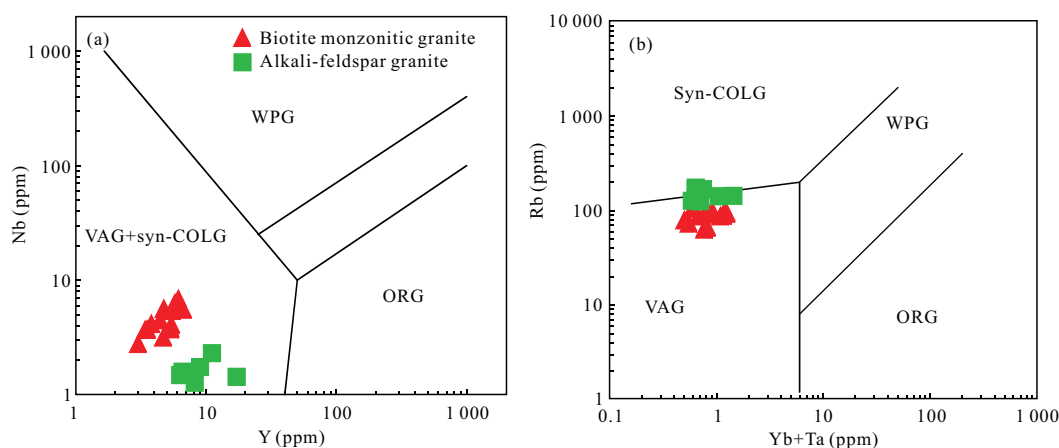 (a)
Biotite monzonitic granite
Alkali-feldspar granite
WPG
VAG+syn-COLG
ORG
Nb (ppm)
1 000
100
10
1
1
10
100
1 000
Y (ppm)
(b)
Syn-COLG
WPG
VAG
ORG
Rb (ppm)
10 000
1 000
100
10
1
0.1
1
10
100
1 000
Yb+Ta (ppm)